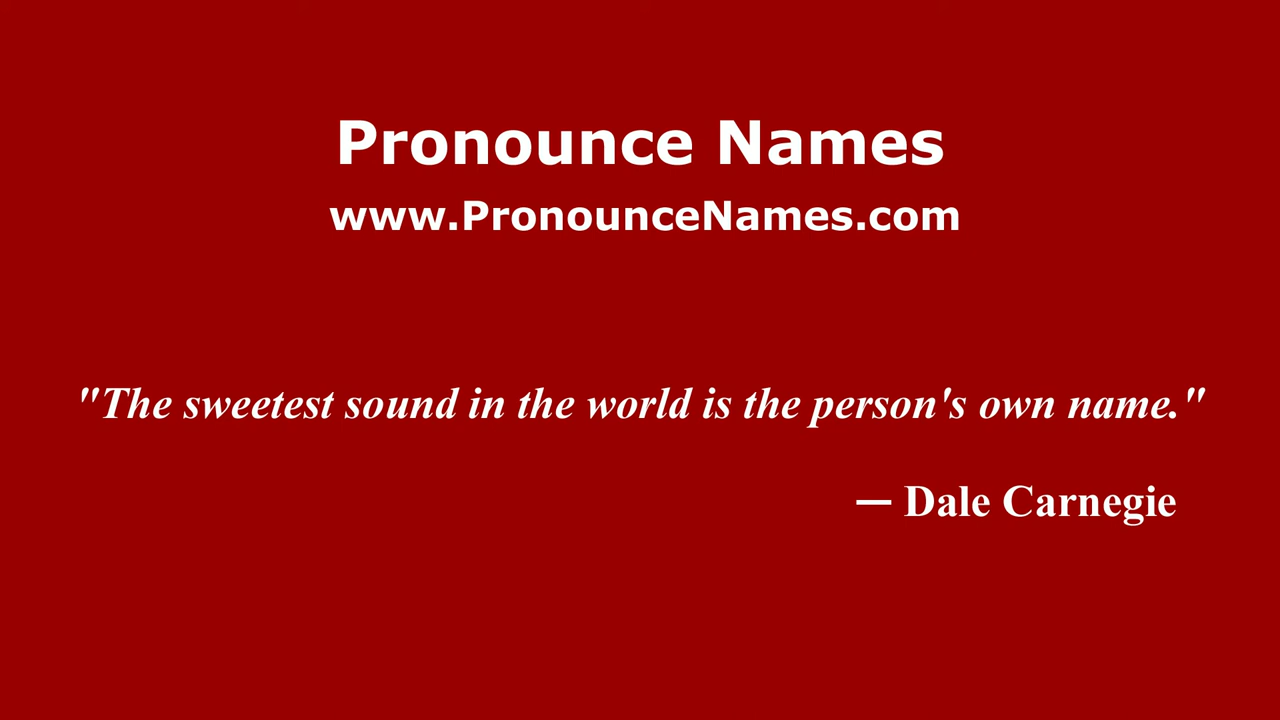 Pronounce Names
www.PronounceNames.com
"The sweetest sound in the world is the person's own name."
— Dale Carnegie